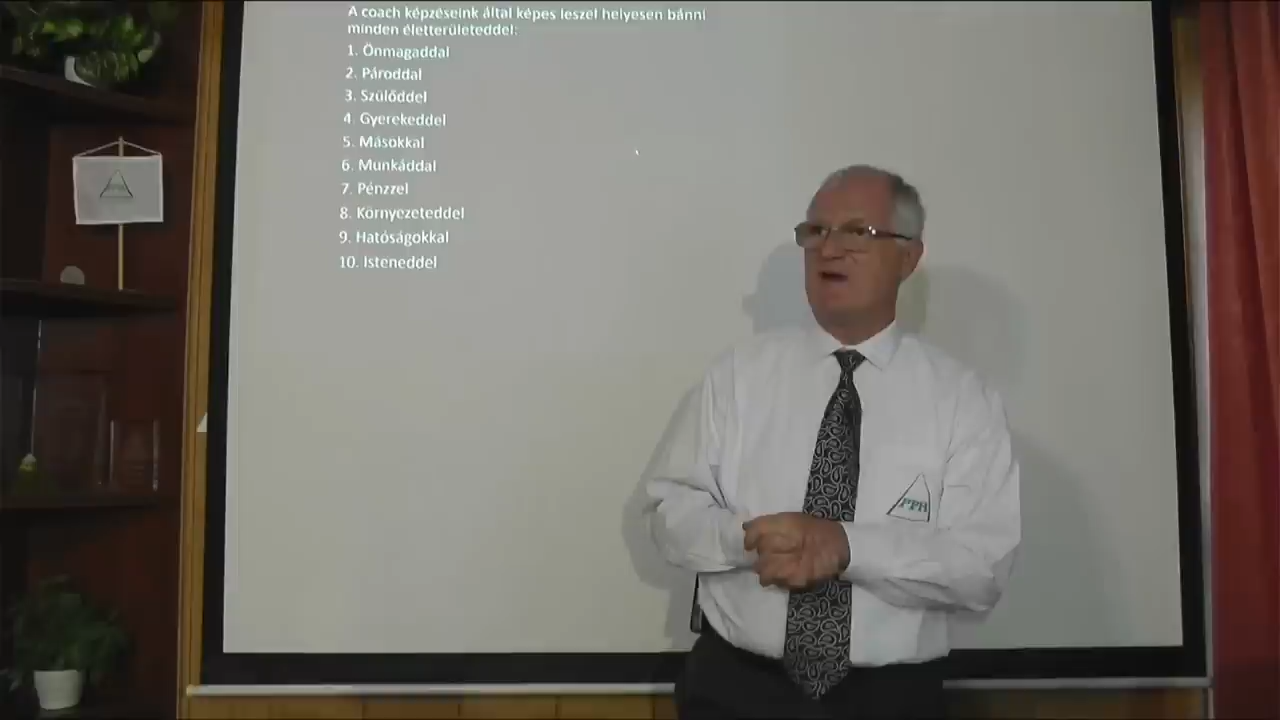 A coach képzéseink által képes leszel helyesen bánni
minden életterületeddel:
1. Önmagaddal
2. Pároddal
3. Szülőddel
4. Gyerekeddel
5. Másokkal
6. Munkáddal
7. Pénzzel
8. Környezeteddel
9. Hatóságokkal
10. Isteneddel
PPH